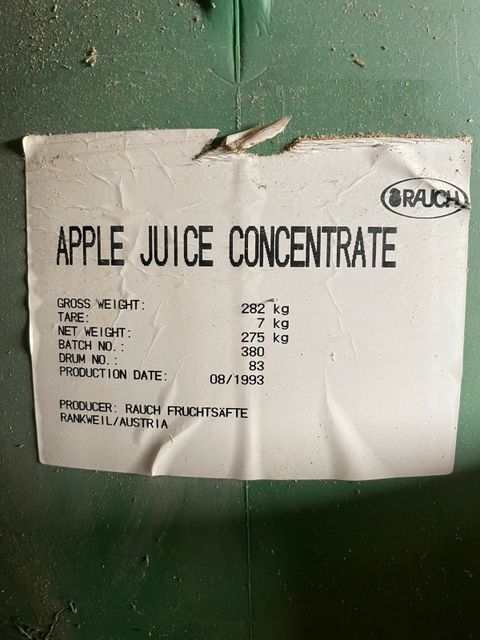 RAUCH
APPLE JUICE CONCENTRATE
GROSS WEIGHT: 282 kg
TARE: 7 kg
NET WEIGHT: 275 kg
BATCH NO.: 380
DRUM NO.: 83
PRODUCTION DATE: 08/1993
PRODUCER: RAUCH FRUCHTSÄFTE
RANKWEIL/AUSTRIA